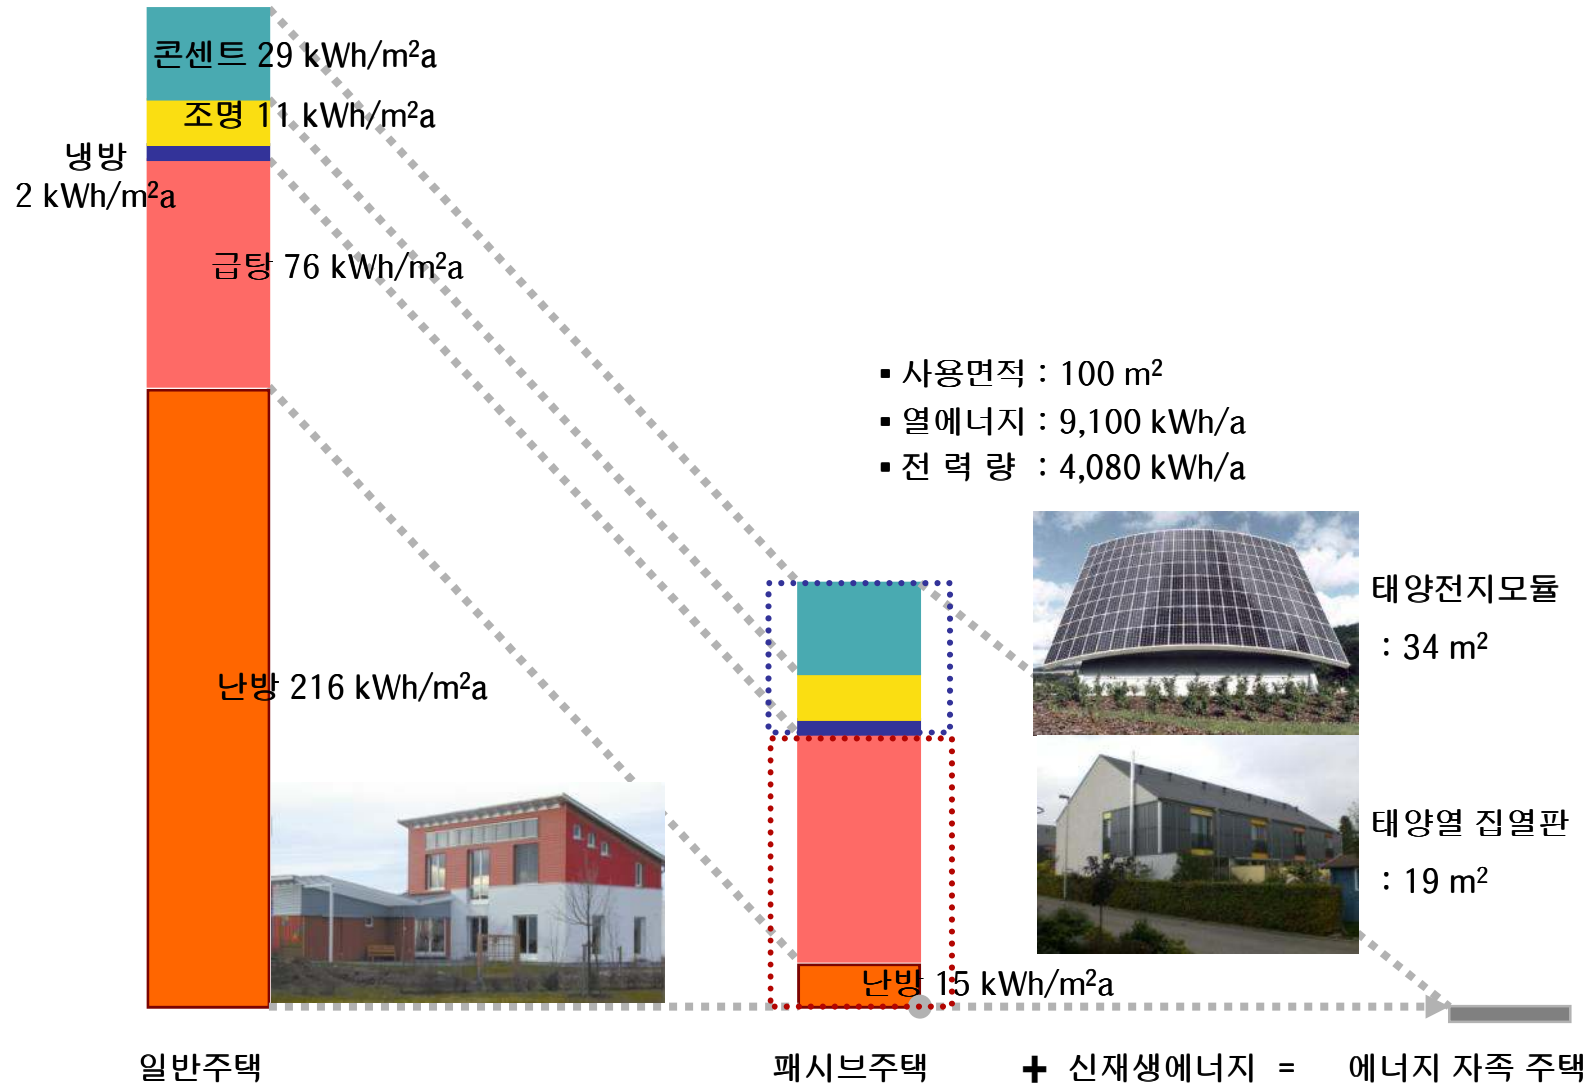 콘센트 29 kWh/m²a
조명 11 kWh/m²a
냉방
2 kWh/m²a
급탕 76 kWh/m²a
▪ 사용면적 : 100 m²
▪ 열에너지 : 9,100 kWh/a
▪ 전 력 량 : 4,080 kWh/a
태양전지모듈
: 34 m²
난방 216 kWh/m²a
태양열 집열판
: 19 m²
난방 15 kWh/m²a
일반주택
패시브주택 + 신재생에너지 = 에너지 자족 주택